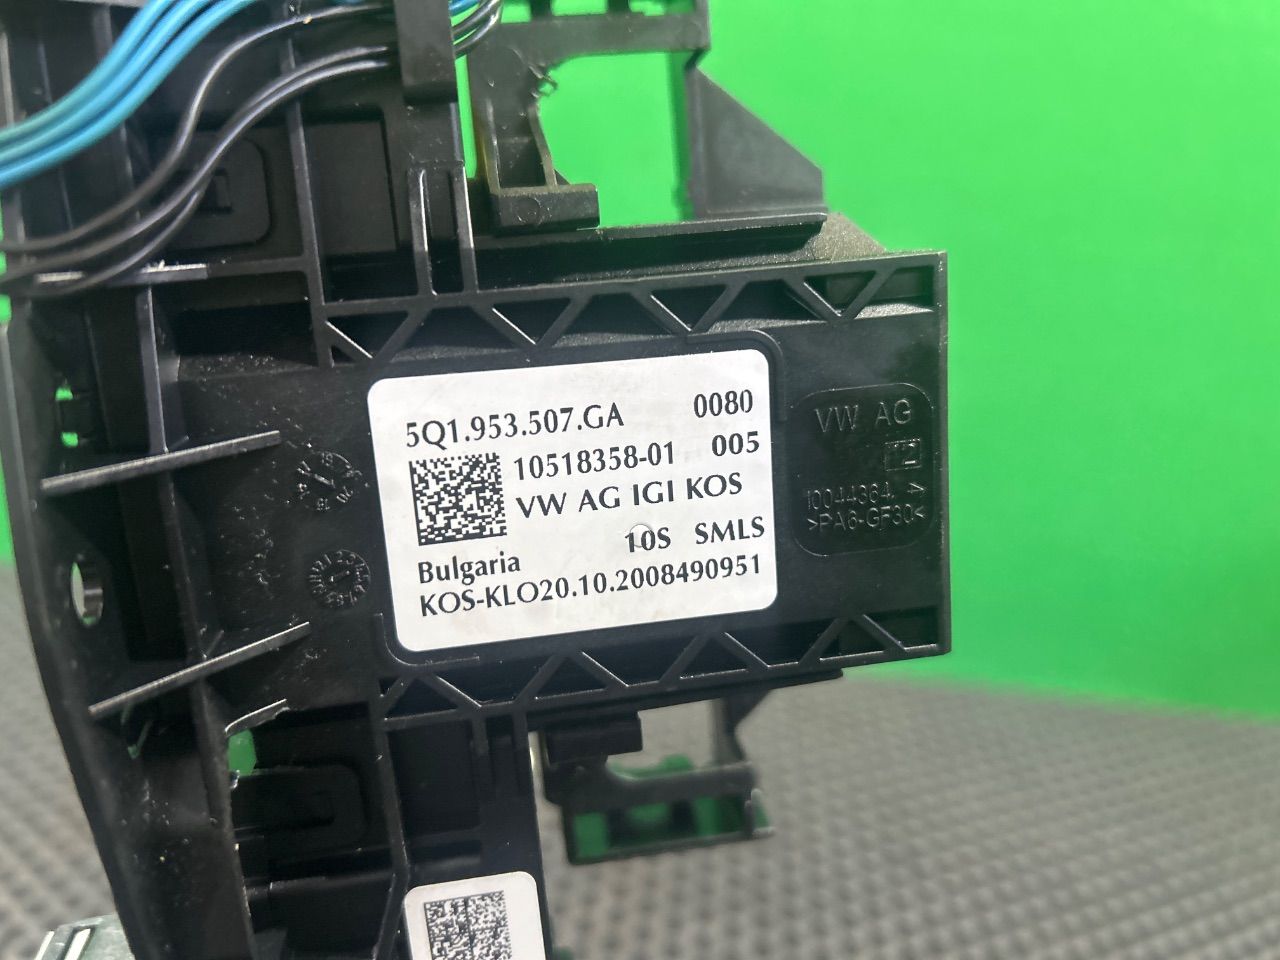 5Q1.953.507.GA 0080
10518358-01 005
VW AG IGI KOS
10S SMLS
Bulgaria
KOS-KLO20.10.2008490951
VW AG
12
10044364
>PA6-GF30<